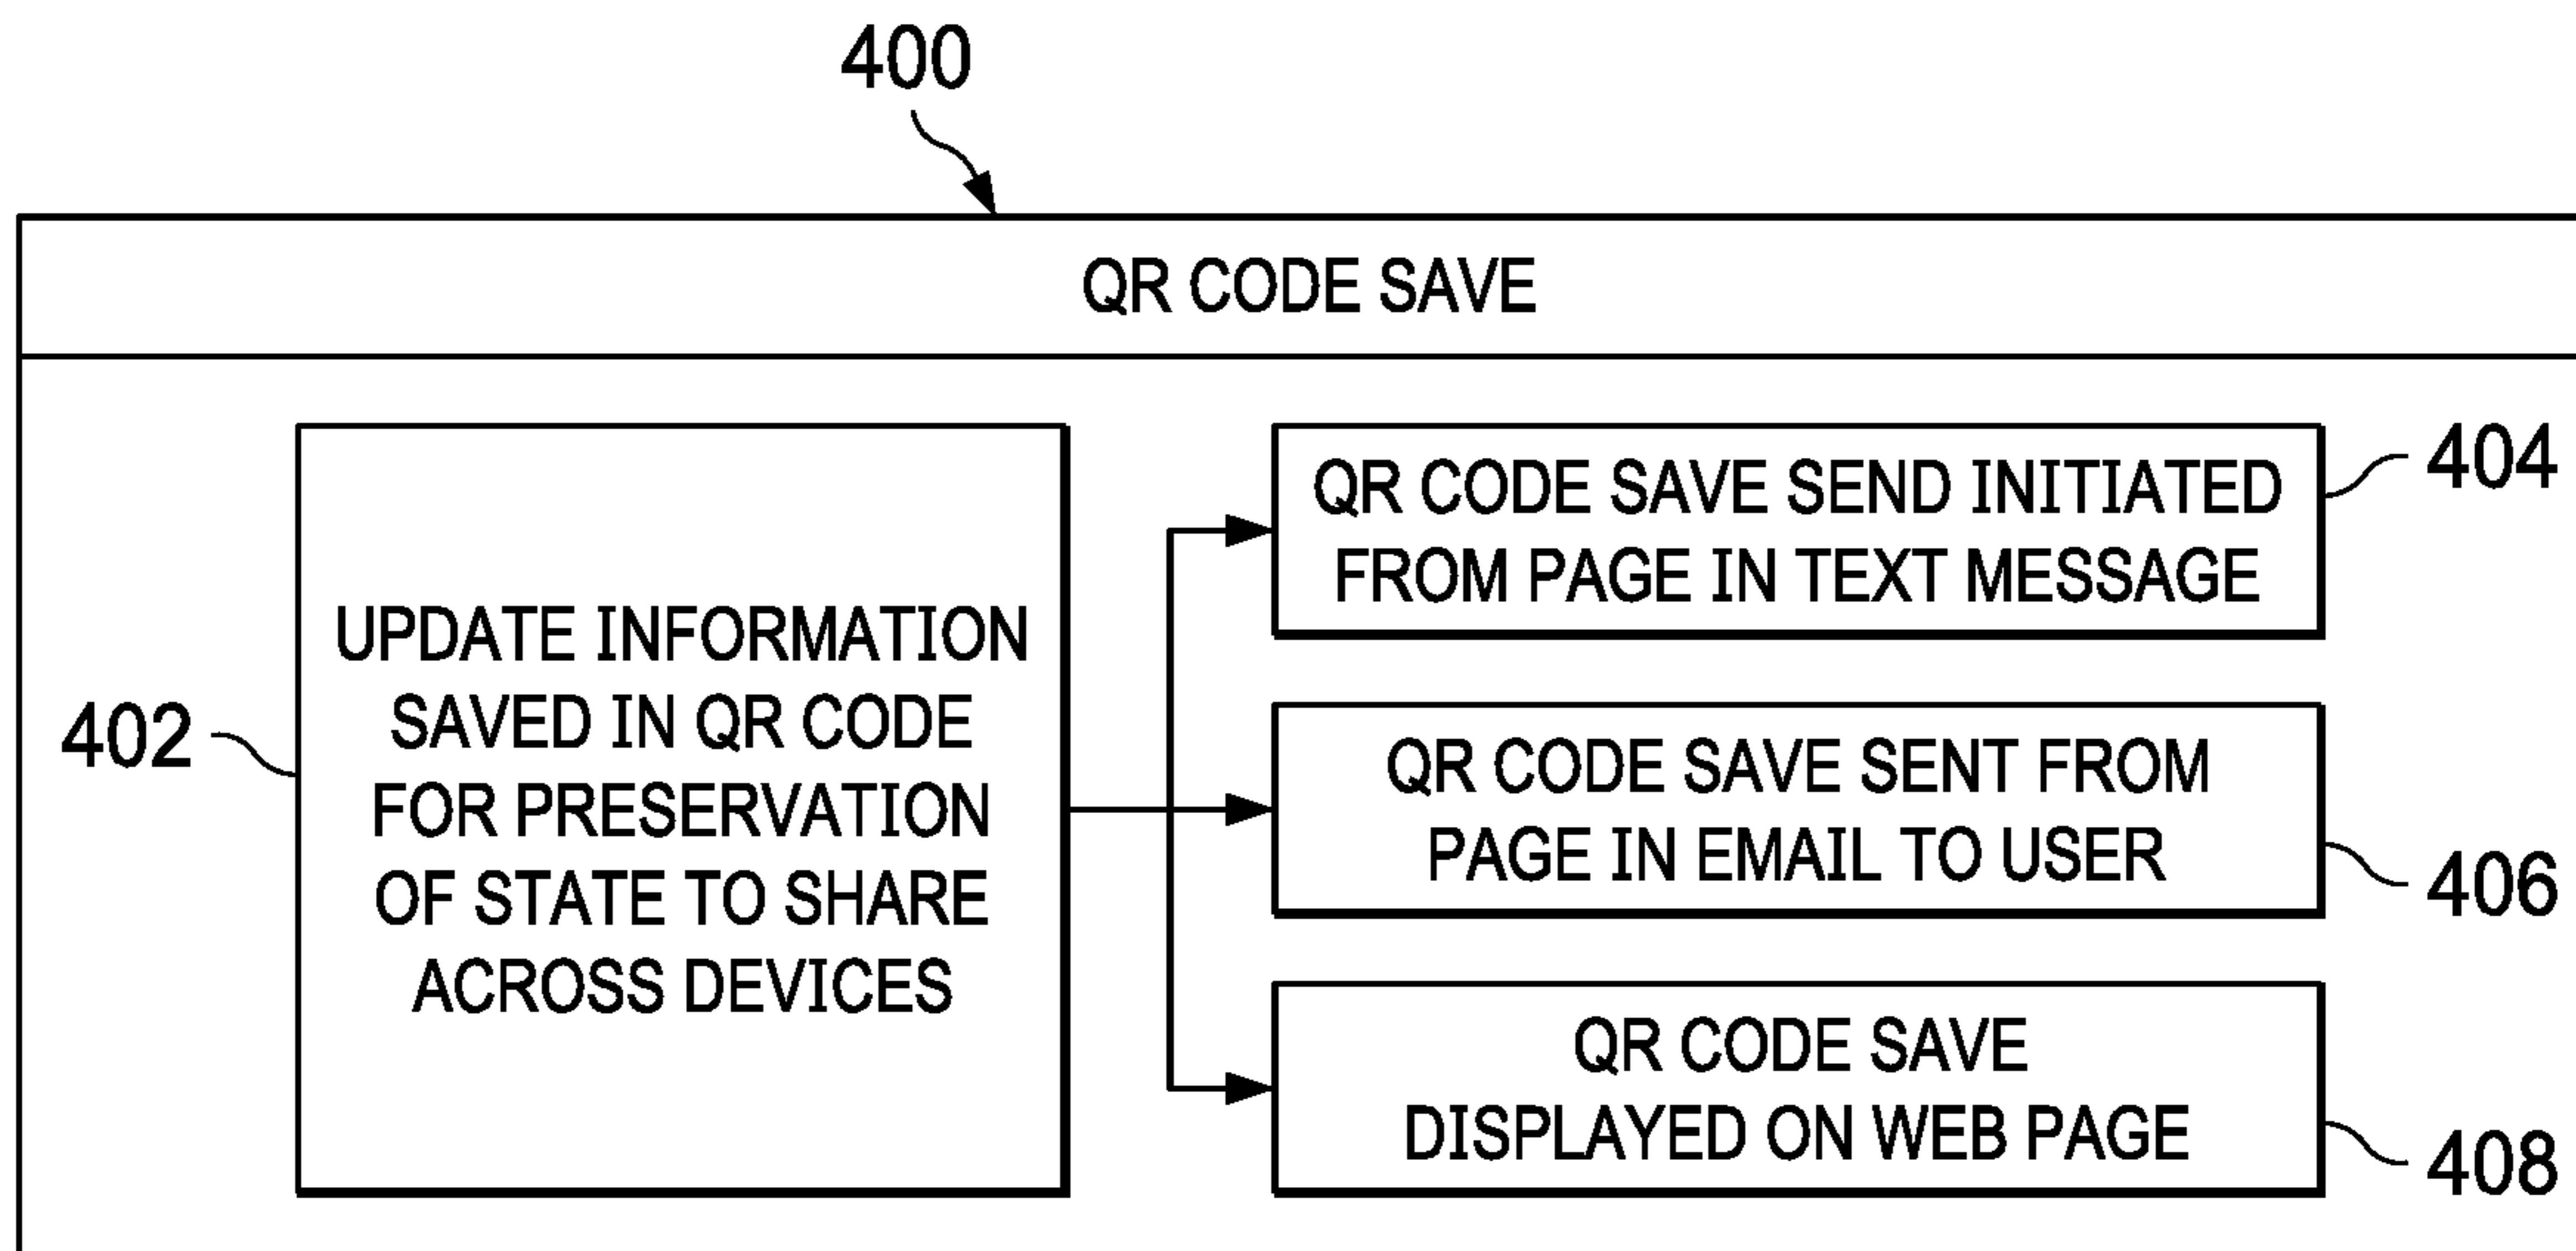 400
QR CODE SAVE
402
UPDATE INFORMATION
SAVED IN QR CODE
FOR PRESERVATION
OF STATE TO SHARE
ACROSS DEVICES
QR CODE SAVE SEND INITIATED
FROM PAGE IN TEXT MESSAGE
404
QR CODE SAVE SENT FROM
PAGE IN EMAIL TO USER
406
QR CODE SAVE
DISPLAYED ON WEB PAGE
408